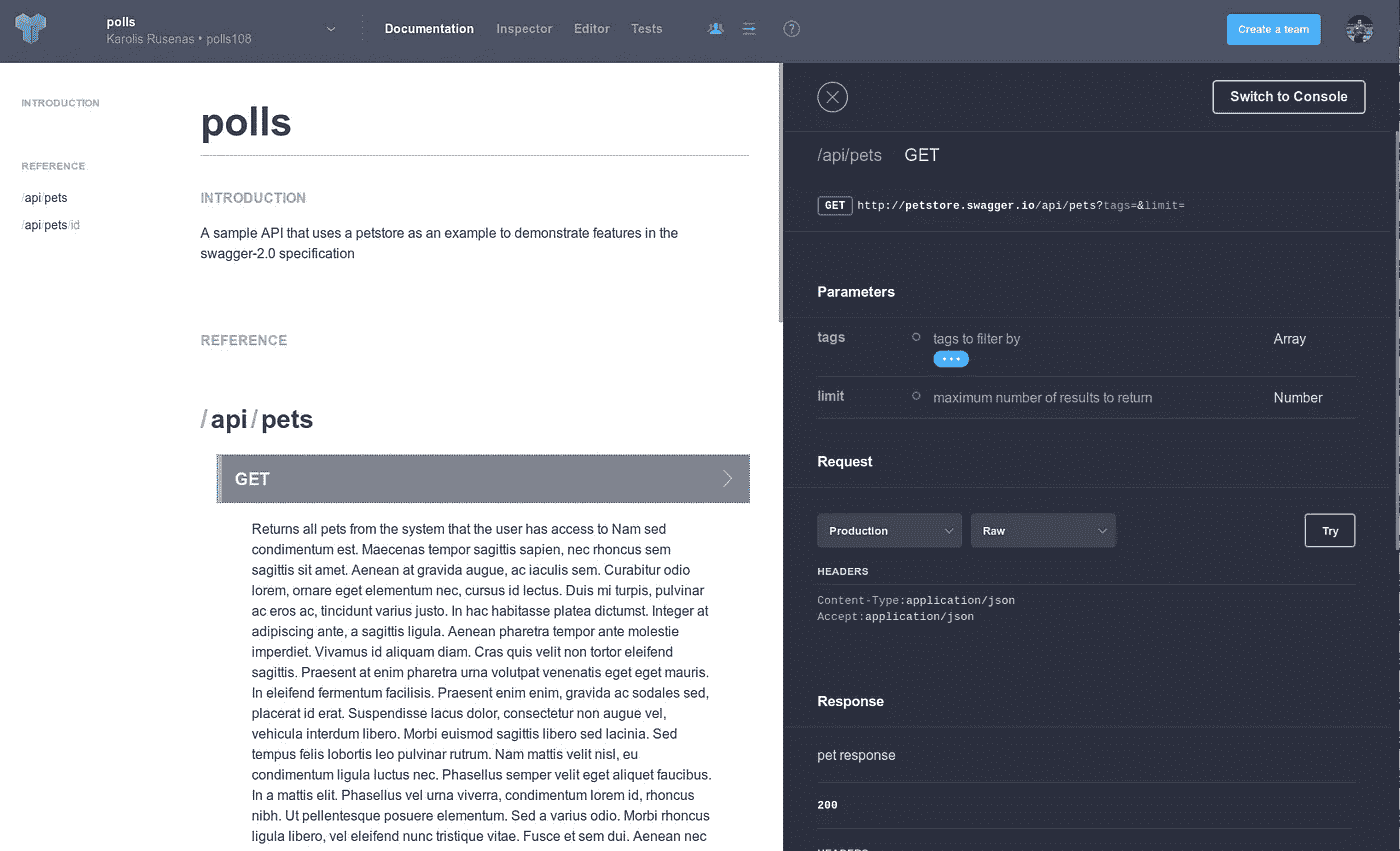 polls
Karolis Rusenas • polls108
Documentation Inspector Editor Tests
?
Create a team
INTRODUCTION
REFERENCE
/api/pets
/api/pets/id
polls
INTRODUCTION
A sample API that uses a petstore as an example to demonstrate features in the
swagger-2.0 specification
REFERENCE
/api/pets
GET
Returns all pets from the system that the user has access to Nam sed
condimentum est. Maecenas tempor sagittis sapien, nec rhoncus sem
sagittis sit amet. Aenean at gravida augue, ac iaculis sem. Curabitur odio
lorem, ornare eget elementum nec, cursus id lectus. Duis mi turpis, pulvinar
ac eros ac, tincidunt varius justo. In hac habitasse platea dictumst. Integer at
adipiscing ante, a sagittis ligula. Aenean pharetra tempor ante molestie
imperdiet. Vivamus id aliquam diam. Cras quis velit non tortor eleifend
sagittis. Praesent at enim pharetra urna volutpat venenatis eget eget mauris.
In eleifend fermentum facilisis. Praesent enim enim, gravida ac sodales sed,
placerat id erat. Suspendisse lacus dolor, consectetur non augue vel,
vehicula interdum libero. Morbi euismod sagittis libero sed lacinia. Sed
tempus felis lobortis leo pulvinar rutrum. Nam mattis velit nisl, eu
condimentum ligula luctus nec. Phasellus semper velit eget aliquet faucibus.
In a mattis elit. Phasellus vel urna viverra, condimentum lorem id, rhoncus
nibh. Ut pellentesque posuere elementum. Sed a varius odio. Morbi rhoncus
ligula libero, vel eleifend nunc tristique vitae. Fusce et sem dui. Aenean nec
Switch to Console
/api/pets GET
GET http://petstore.swagger.io/api/pets?tags=&limit=
Parameters
tags tags to filter by Array
limit maximum number of results to return Number
Request
Production Raw Try
HEADERS
Content-Type:application/json
Accept:application/json
Response
pet response
200
HEADERS